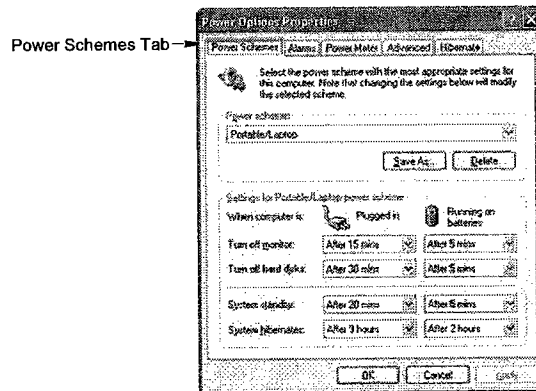 Power Options Properties
Power Schemes Tab
Power Schemes Alarms Power Meter Advanced Hibernate
Select the power scheme with the most appropriate settings for
this computer. Note that changing the settings below will modify
the selected scheme.
Power schemes
Portable/Laptop
Save As... Delete
Settings for Portable/Laptop power scheme
When computer is: Plugged in Running on
batteries
Turn off monitor: After 15 mins After 5 mins
Turn off hard disks: After 30 mins After 5 mins
System standby: After 20 mins After 5 mins
System hibernates: After 3 hours After 2 hours
OK Cancel Apply